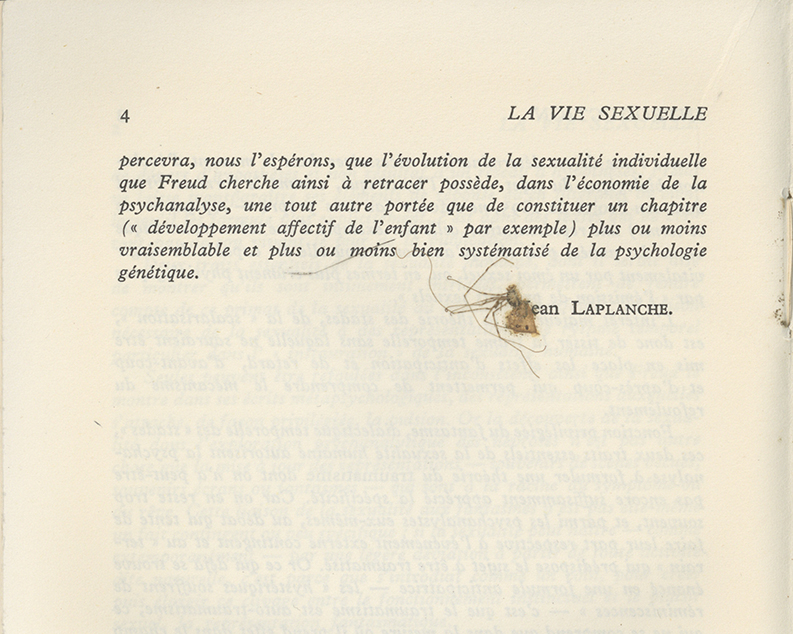 4 LA VIE SEXUELLE
percevra, nous l'espérons, que l'évolution de la sexualité individuelle
que Freud cherche ainsi à retracer possède, dans l'économie de la
psychanalyse, une tout autre portée que de constituer un chapitre
(« développement affectif de l'enfant » par exemple) plus ou moins
vraisemblable et plus ou moins bien systématisé de la psychologie
génétique.
Jean LAPLANCHE.